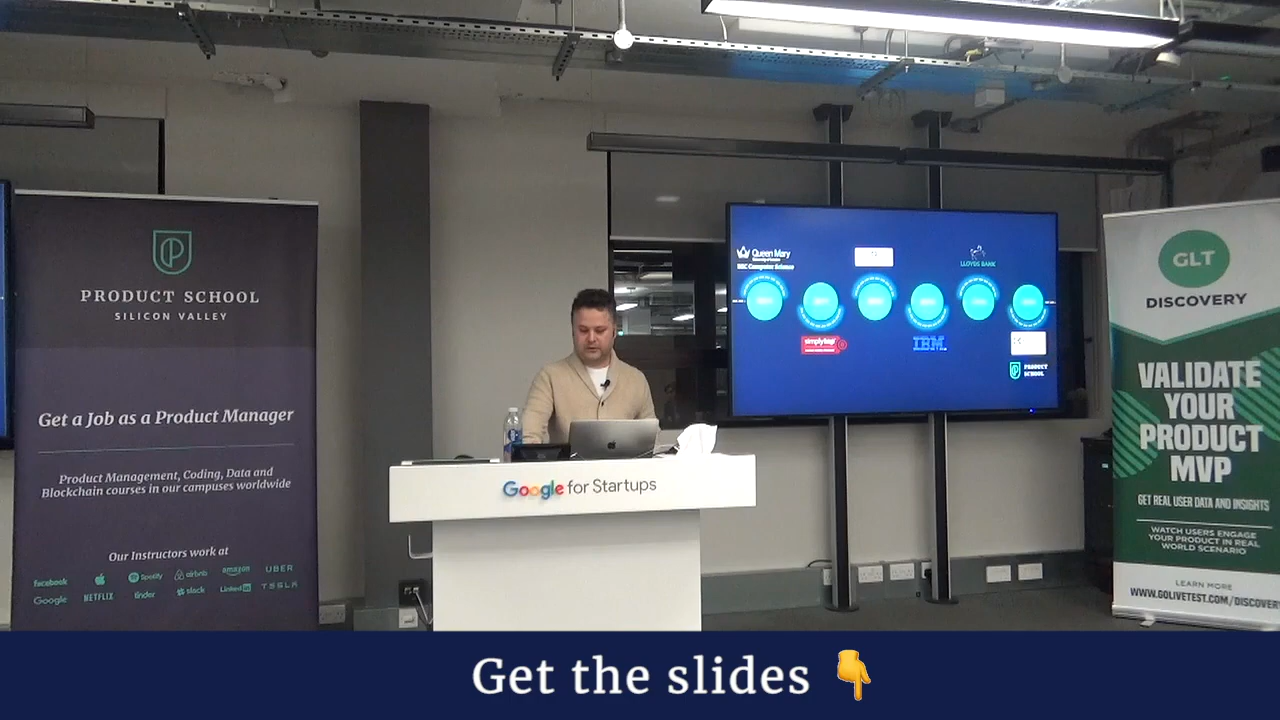 PRODUCT SCHOOL
SILICON VALLEY
Get a Job as a Product Manager
Product Management, Coding, Data and
Blockchain courses in our campuses worldwide
Our Instructors work at
facebook
Spotify
airbnb
amazon
UBER
Google
NETFLIX
tinder
slack
LinkedIn
TESLA
Google for Startups
Queen Mary
LLOYDS BANK
simplytap
IBM
PRODUCT
SCHOOL
GLT
DISCOVERY
VALIDATE
YOUR
PRODUCT
MVP
GET REAL USER DATA AND INSIGHTS
WATCH USERS ENGAGE
YOUR PRODUCT IN REAL
WORLD SCENARIO
LEARN MORE
WWW.GOLIVETEST.COM/DISCOVER
Get the slides